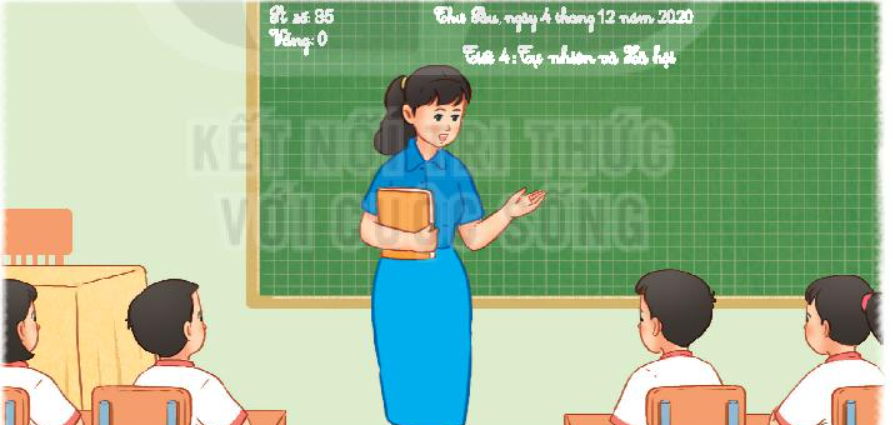 Sĩ số: 35 Thứ Sáu, ngày 4 tháng 12 năm 2020
Vắng: 0
Tiết 4: Tự nhiên và Xã hội
KẾT NỐI TRI THỨC
VỚI CUỘC SỐNG